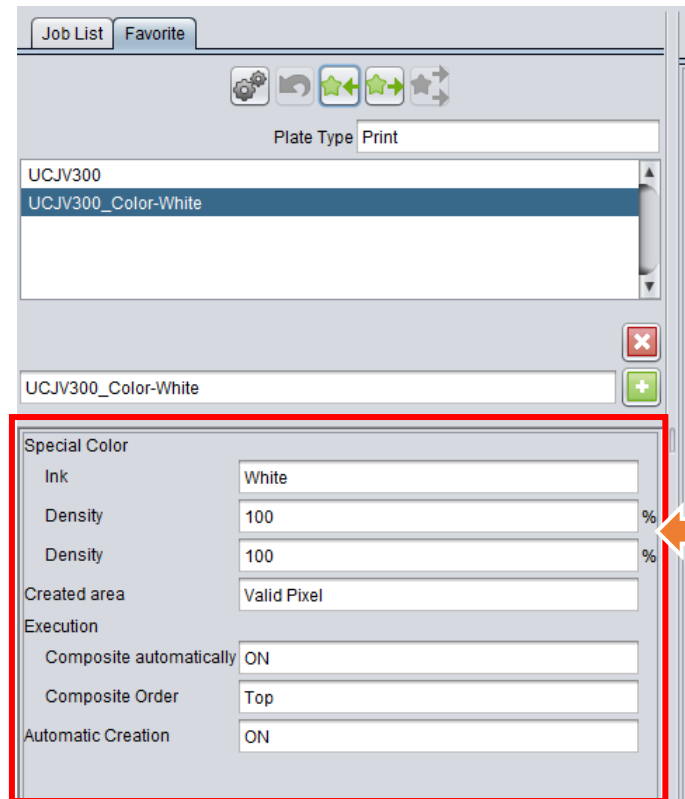 Job List Favorite
Plate Type Print
UCJV300
UCJV300_Color-White
UCJV300_Color-White
Special Color
Ink White
Density 100 %
Density 100 %
Created area Valid Pixel
Execution
Composite automatically ON
Composite Order Top
Automatic Creation ON